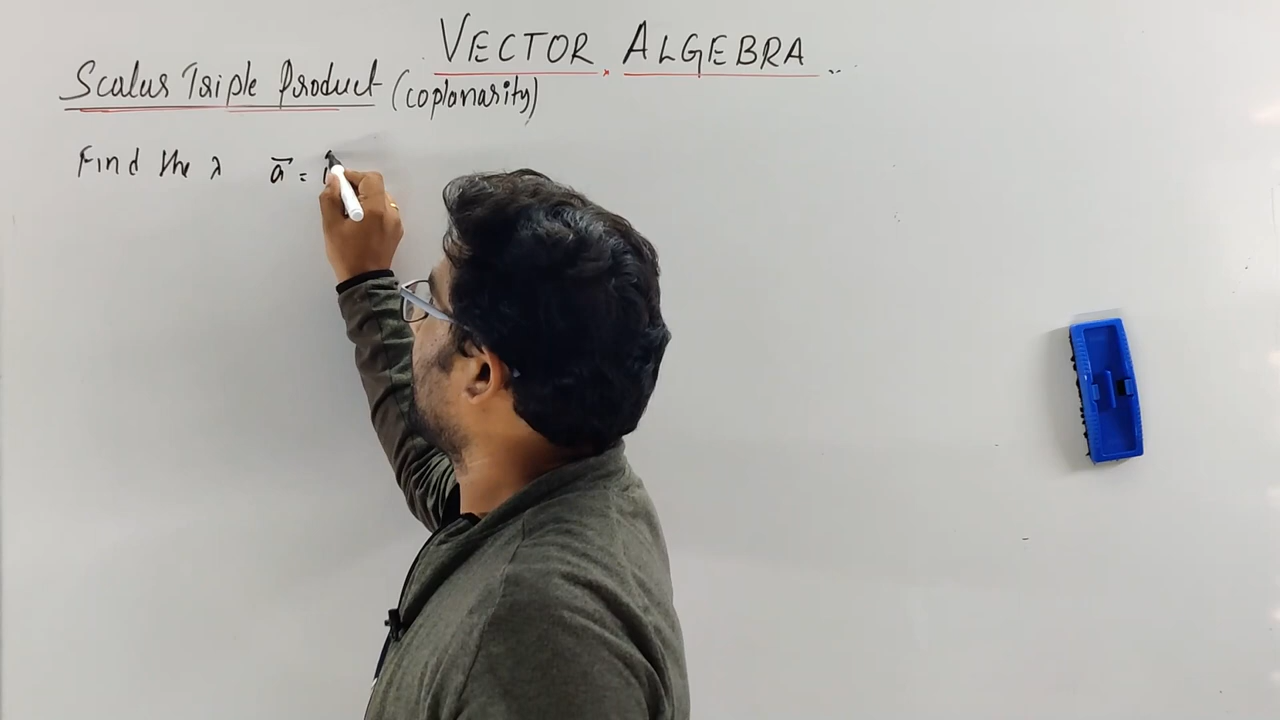 VECTOR ALGEBRA
Scalar Triple Product (coplanarity)
Find the λ a⃗ = i